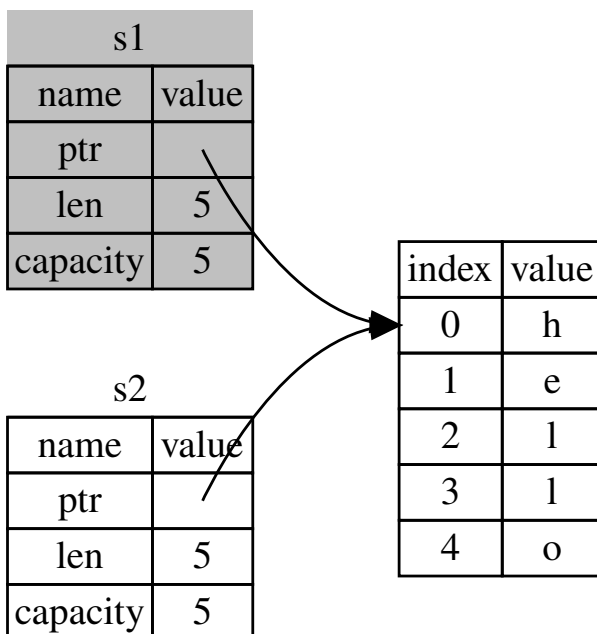 s1
name value
ptr
len 5
capacity 5
s2
name value
ptr
len 5
capacity 5
index value
0 h
1 e
2 l
3 l
4 o